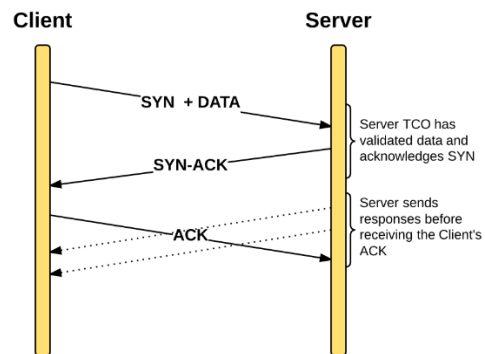 Client
Server
SYN + DATA
Server TCO has
validated data and
acknowledges SYN
SYN-ACK
Server sends
responses before
receiving the Client's
ACK
ACK